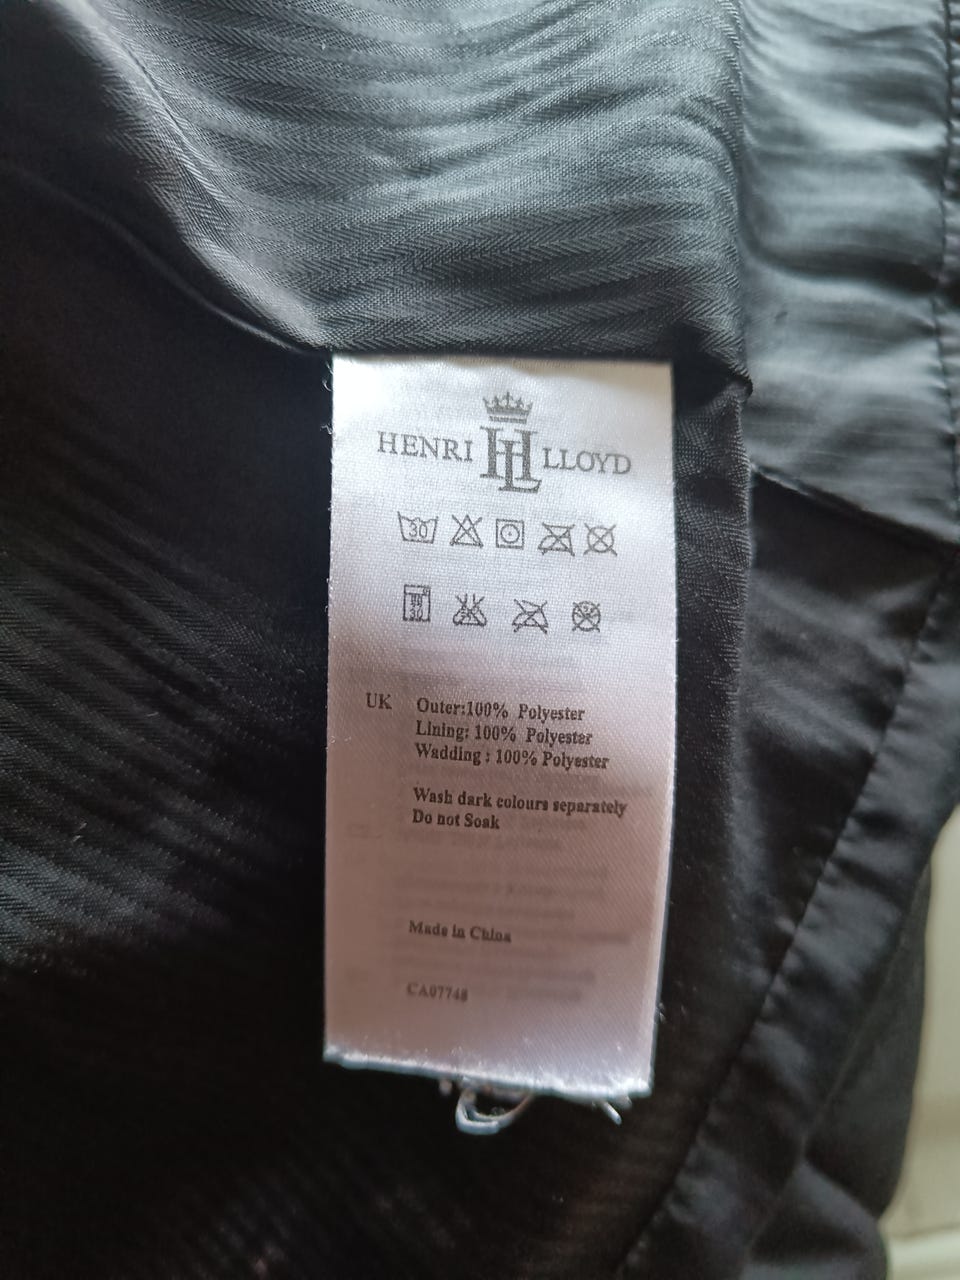 HENRI HL LLOYD
30
30
UK Outer:100% Polyester
Lining: 100% Polyester
Wadding : 100% Polyester
Wash dark colours separately
Do not Soak
Made in China
CA07748